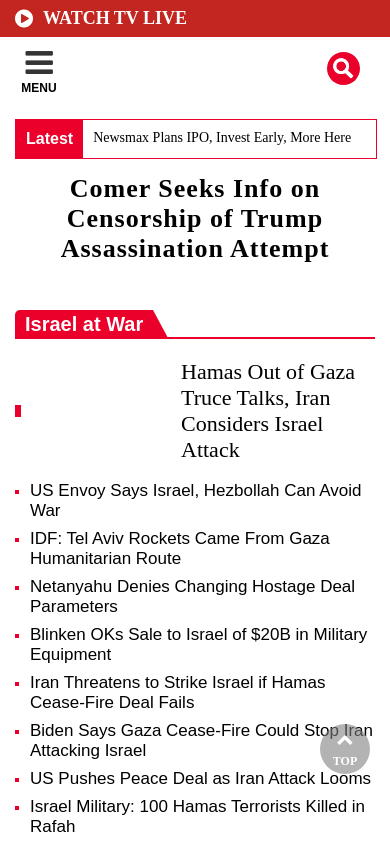 WATCH TV LIVE
MENU
Latest
Newsmax Plans IPO, Invest Early, More Here
Comer Seeks Info on
Censorship of Trump
Assassination Attempt
Israel at War
Hamas Out of Gaza
Truce Talks, Iran
Considers Israel
Attack
US Envoy Says Israel, Hezbollah Can Avoid
War
IDF: Tel Aviv Rockets Came From Gaza
Humanitarian Route
Netanyahu Denies Changing Hostage Deal
Parameters
Blinken OKs Sale to Israel of $20B in Military
Equipment
Iran Threatens to Strike Israel if Hamas
Cease-Fire Deal Fails
Biden Says Gaza Cease-Fire Could Stop Iran
Attacking Israel
TOP
US Pushes Peace Deal as Iran Attack Looms
Israel Military: 100 Hamas Terrorists Killed in
Rafah